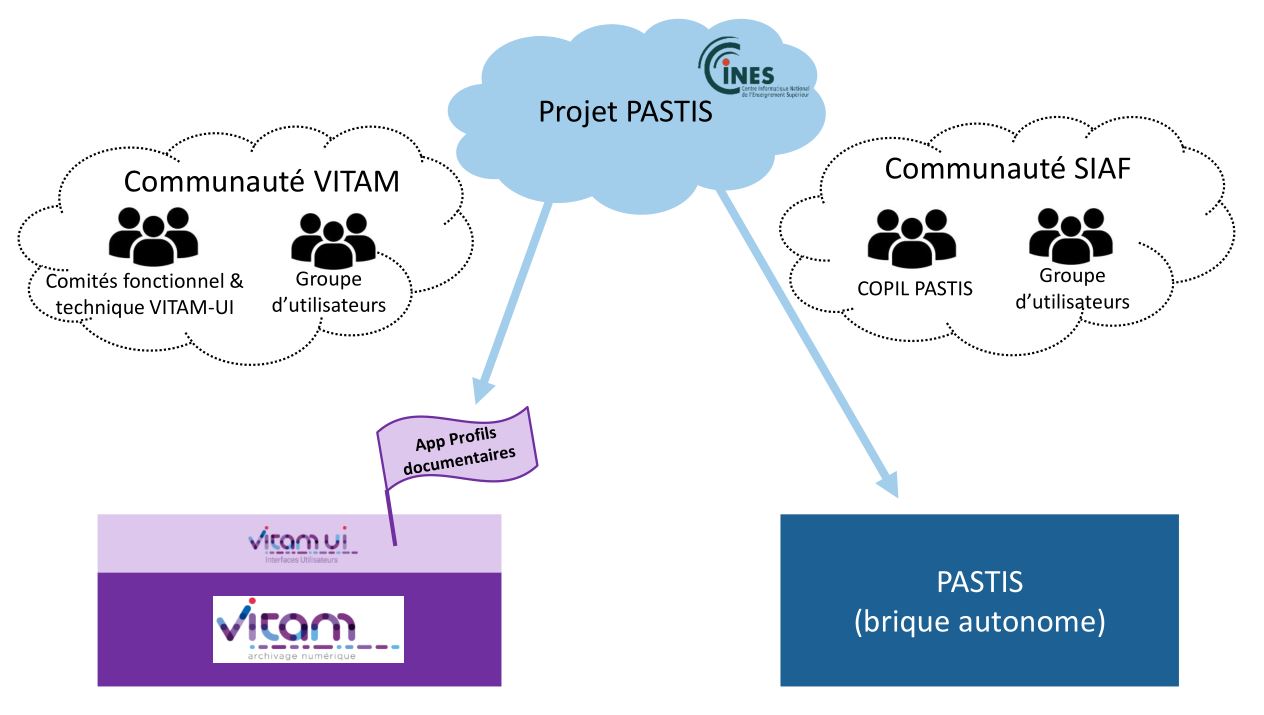 CINES
Centre Informatique National
de l'Enseignement Supérieur
Projet PASTIS
Communauté VITAM
Comités fonctionnel &
technique VITAM-UI
Groupe
d’utilisateurs
Communauté SIAF
COPIL PASTIS
Groupe
d’utilisateurs
App Profils
documentaires
vitam ui
Interfaces Utilisateurs
vitam
archivage numérique
PASTIS
(brique autonome)